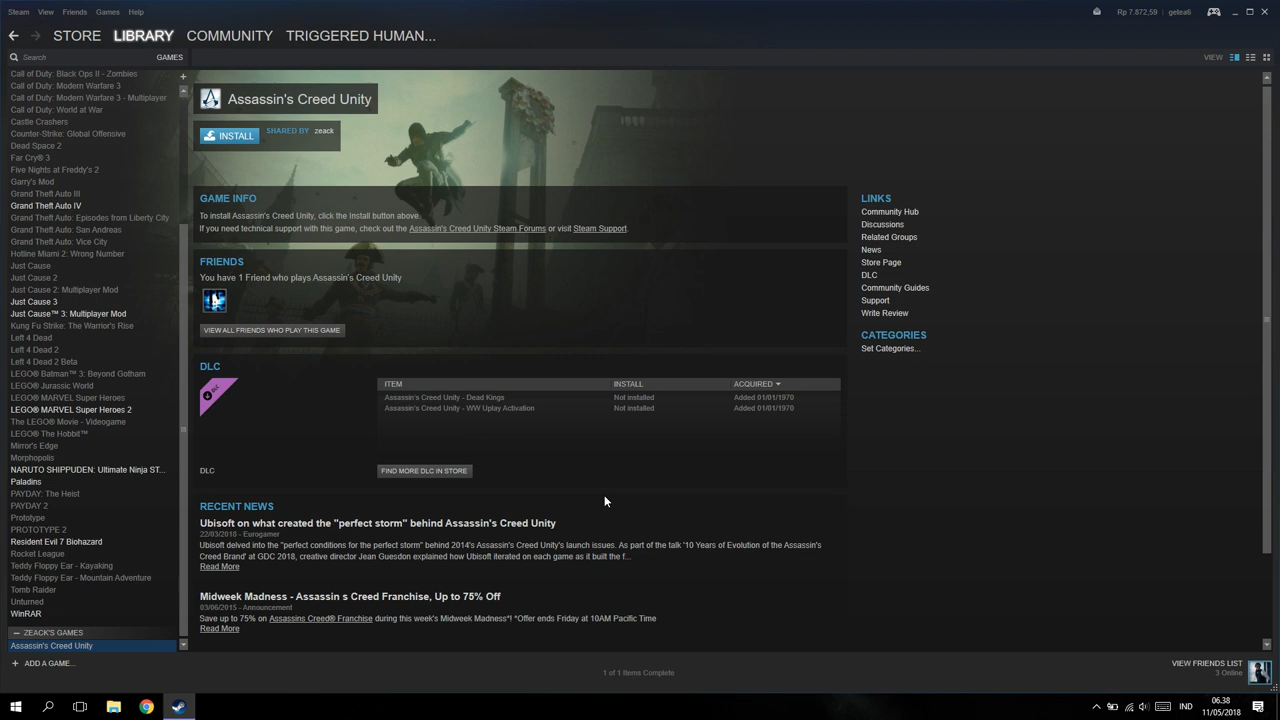 Steam View Friends Games Help
Rp 7.872,59 gelea6
STORE LIBRARY COMMUNITY TRIGGERED HUMAN...
Search GAMES
VIEW
Call of Duty: Black Ops II - Zombies
Call of Duty: Modern Warfare 3
Call of Duty: Modern Warfare 3 - Multiplayer
Call of Duty: World at War
Castle Crashers
Counter-Strike: Global Offensive
Dead Space 2
Far Cry® 3
Five Nights at Freddy's 2
Garry's Mod
Grand Theft Auto III
Grand Theft Auto IV
Grand Theft Auto: Episodes from Liberty City
Grand Theft Auto: San Andreas
Grand Theft Auto: Vice City
Hotline Miami 2: Wrong Number
Just Cause
Just Cause 2
Just Cause 2: Multiplayer Mod
Just Cause 3
Just Cause™ 3: Multiplayer Mod
Kung Fu Strike: The Warrior's Rise
Left 4 Dead
Left 4 Dead 2
Left 4 Dead 2 Beta
LEGO® Batman™ 3: Beyond Gotham
LEGO® Jurassic World
LEGO® MARVEL Super Heroes
LEGO® MARVEL Super Heroes 2
The LEGO® Movie - Videogame
LEGO® The Hobbit™
Mirror's Edge
Morphopolis
NARUTO SHIPPUDEN: Ultimate Ninja ST...
Paladins
PAYDAY: The Heist
PAYDAY 2
Prototype
PROTOTYPE 2
Resident Evil 7 Biohazard
Rocket League
Teddy Floppy Ear - Kayaking
Teddy Floppy Ear - Mountain Adventure
Tomb Raider
Unturned
WinRAR
ZEACK'S GAMES
Assassin's Creed Unity
ADD A GAME...
Assassin's Creed Unity
INSTALL SHARED BY zeack
GAME INFO
To install Assassin's Creed Unity, click the Install button above.
If you need technical support with this game, check out the Assassin's Creed Unity Steam Forums or visit Steam Support.
FRIENDS
You have 1 Friend who plays Assassin's Creed Unity
VIEW ALL FRIENDS WHO PLAY THIS GAME
DLC
DLC
ITEM INSTALL ACQUIRED
Assassin's Creed Unity - Dead Kings Not installed Added 01/01/1970
Assassin's Creed Unity - WW Uplay Activation Not installed Added 01/01/1970
DLC
FIND MORE DLC IN STORE
RECENT NEWS
Ubisoft on what created the "perfect storm" behind Assassin's Creed Unity
22/03/2018 - Eurogamer
Ubisoft delved into the "perfect conditions for the perfect storm" behind 2014's Assassin's Creed Unity's launch issues. As part of the talk '10 Years of Evolution of the Assassin's
Creed Brand' at GDC 2018, creative director Jean Guesdon explained how Ubisoft iterated on each game as it built the f...
Read More
Midweek Madness - Assassin s Creed Franchise, Up to 75% Off
03/06/2015 - Announcement
Save up to 75% on Assassins Creed® Franchise during this week's Midweek Madness*! *Offer ends Friday at 10AM Pacific Time
Read More
LINKS
Community Hub
Discussions
Related Groups
News
Store Page
DLC
Community Guides
Support
Write Review
CATEGORIES
Set Categories...
1 of 1 Items Complete
VIEW FRIENDS LIST
3 Online
IND
06.38
11/05/2018